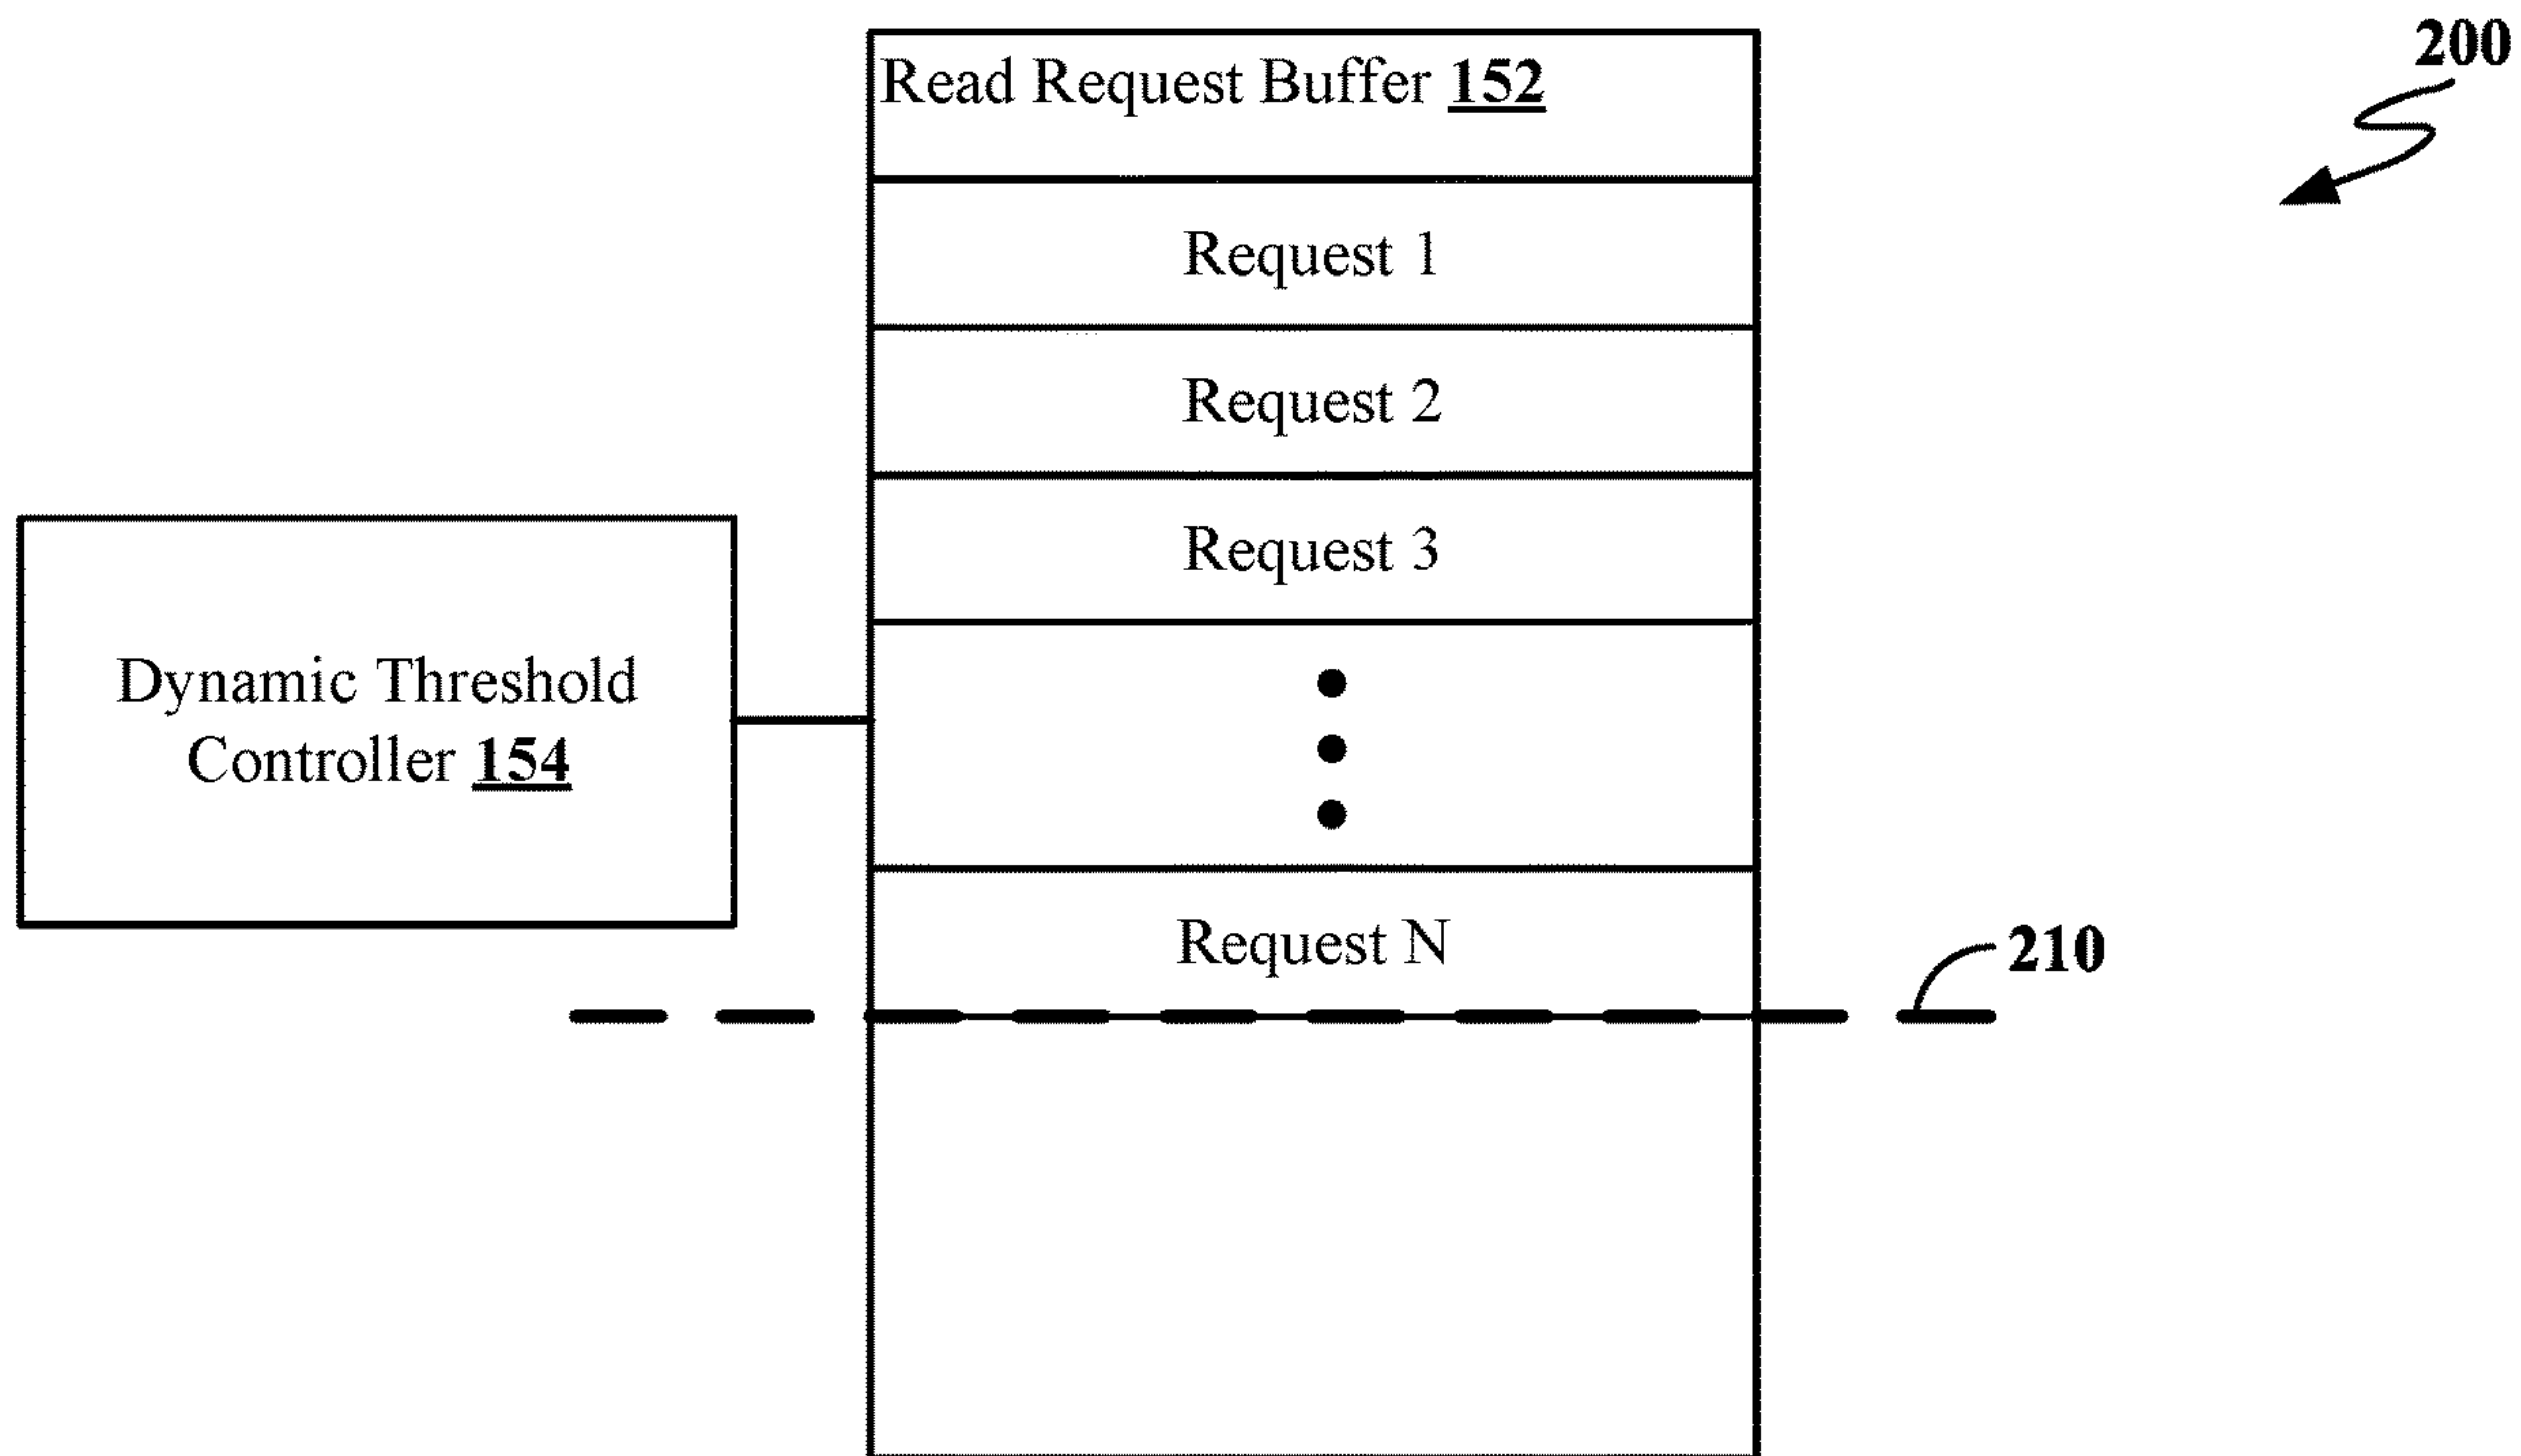 200
Read Request Buffer 152
Request 1
Request 2
Request 3
Dynamic Threshold
Controller 154
Request N
210